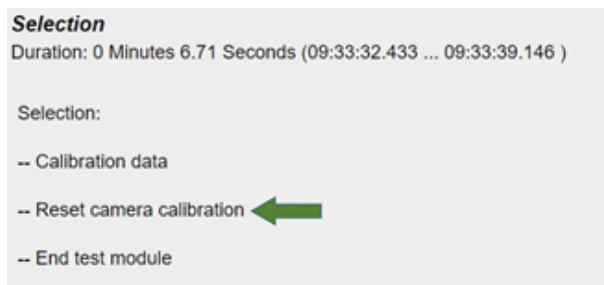 Selection
Duration: 0 Minutes 6.71 Seconds (09:33:32.433 ... 09:33:39.146 )
Selection:
-- Calibration data
-- Reset camera calibration
-- End test module